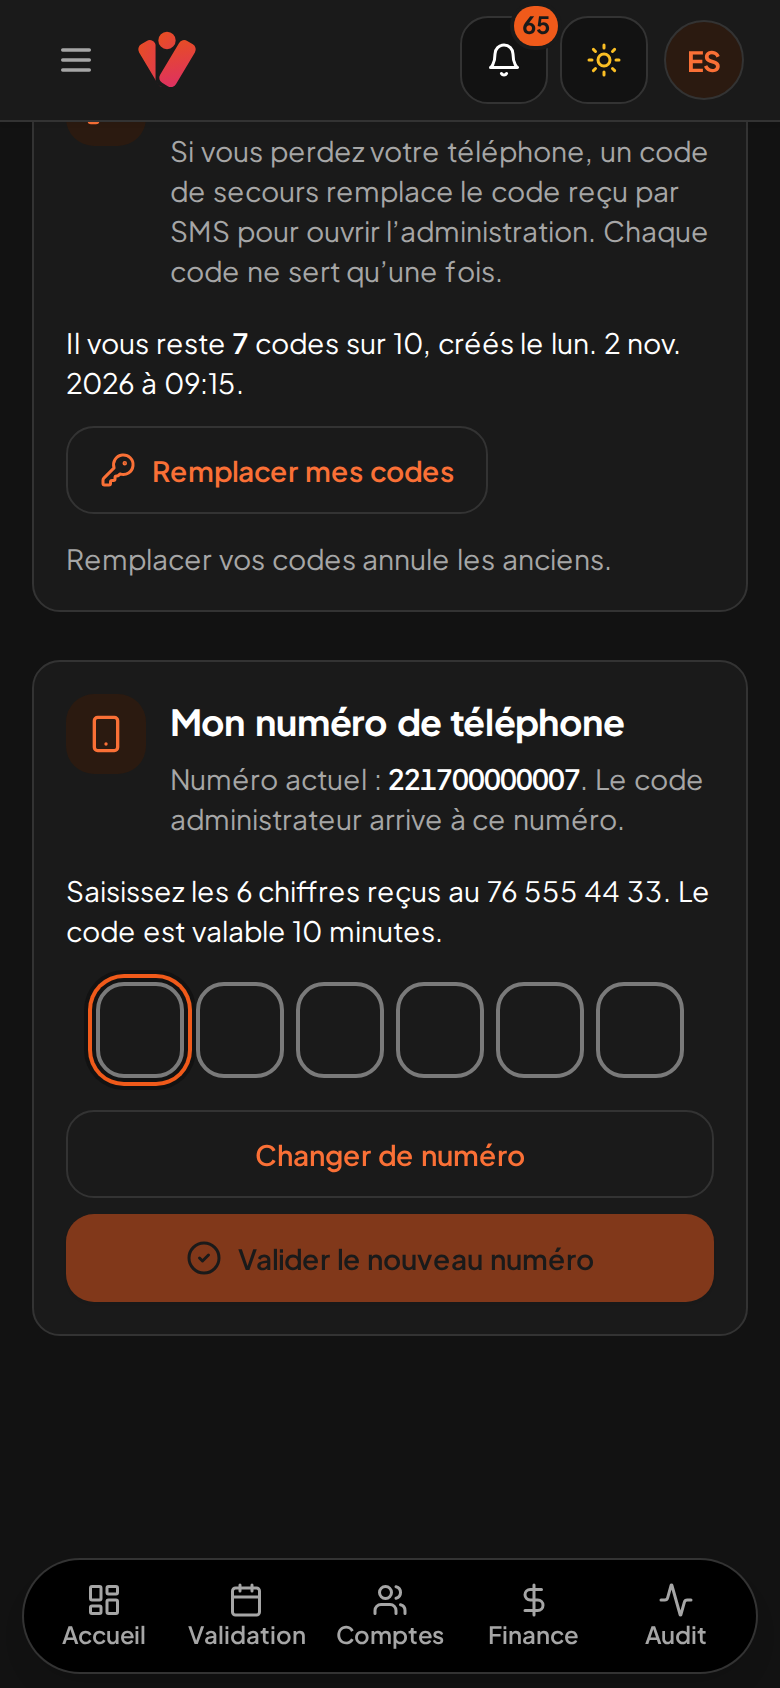 65
ES
Si vous perdez votre téléphone, un code
de secours remplace le code reçu par
SMS pour ouvrir l’administration. Chaque
code ne sert qu’une fois.
Il vous reste 7 codes sur 10, créés le lun. 2 nov.
2026 à 09:15.
Remplacer mes codes
Remplacer vos codes annule les anciens.
Mon numéro de téléphone
Numéro actuel : 221700000007. Le code
administrateur arrive à ce numéro.
Saisissez les 6 chiffres reçus au 76 555 44 33. Le
code est valable 10 minutes.
Changer de numéro
Valider le nouveau numéro
Accueil
Validation
Comptes
Finance
Audit